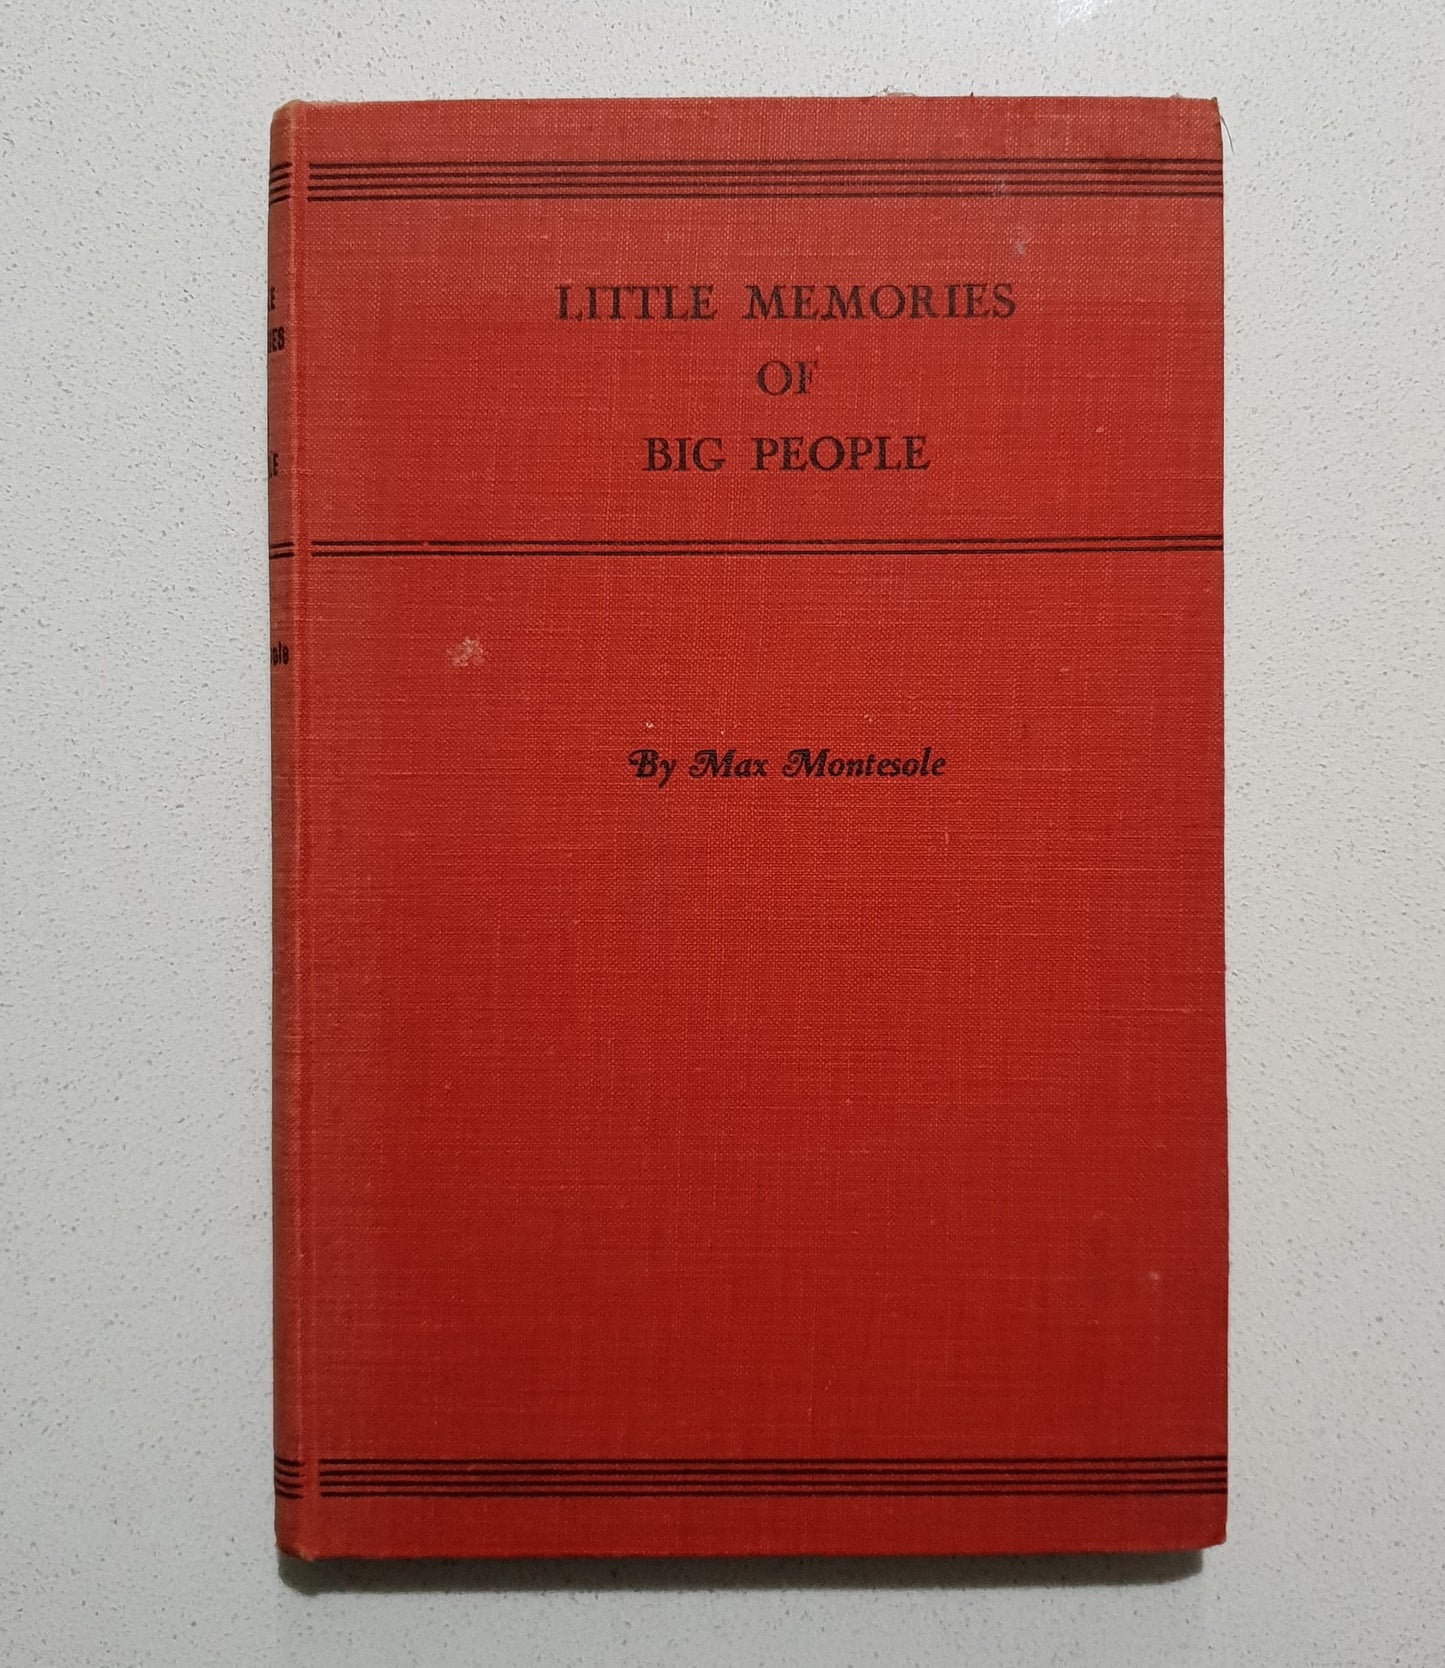 LITTLE MEMORIES
OF
BIG PEOPLE
By Max Montesole